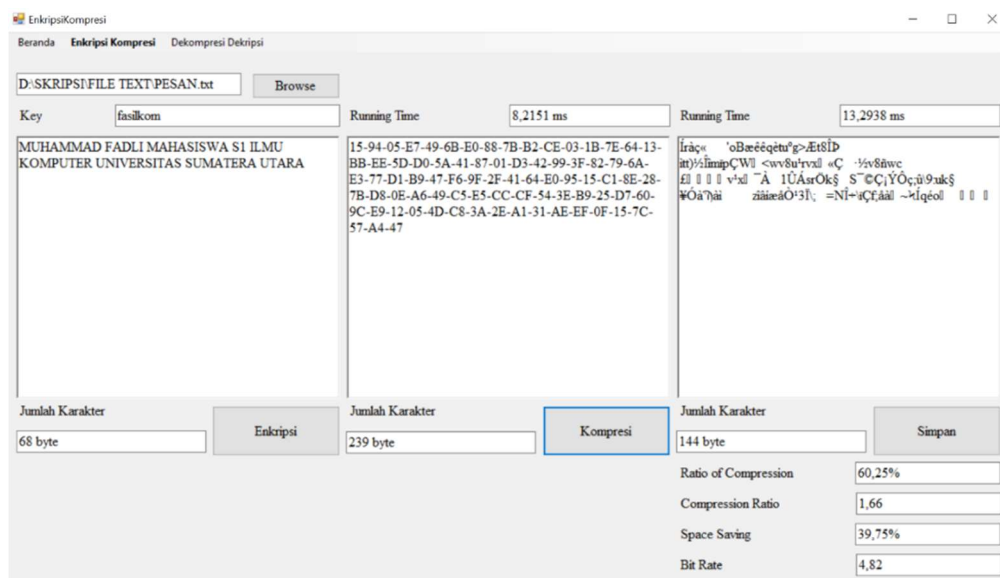 EnkripsiKompresi
Beranda Enkripsi Kompresi Dekompresi Dekripsi
D:\SKRIPSI\FILE TEXT\PESAN.txt Browse
Key fasilkom Running Time 8,2151 ms Running Time 13,2938 ms
MUHAMMAD FADLI MAHASISWA S1 ILMU
KOMPUTER UNIVERSITAS SUMATERA UTARA
15-94-05-E7-49-6B-E0-88-7B-B2-CE-03-1B-7E-64-13-
BB-EE-5D-D0-5A-41-87-01-D3-42-99-3F-82-79-6A-
E3-77-D1-B9-47-F6-9F-2F-41-64-E0-95-15-C1-8E-28-
7B-D8-0E-A6-49-C5-E5-CC-CF-54-3E-B9-25-D7-60-
9C-E9-12-05-4D-C8-3A-2E-A1-31-AE-EF-0F-15-7C-
57-A4-47
Jumlah Karakter Jumlah Karakter Jumlah Karakter
68 byte Enkripsi 239 byte Kompresi 144 byte Simpan
Ratio of Compression 60,25%
Compression Ratio 1,66
Space Saving 39,75%
Bit Rate 4,82